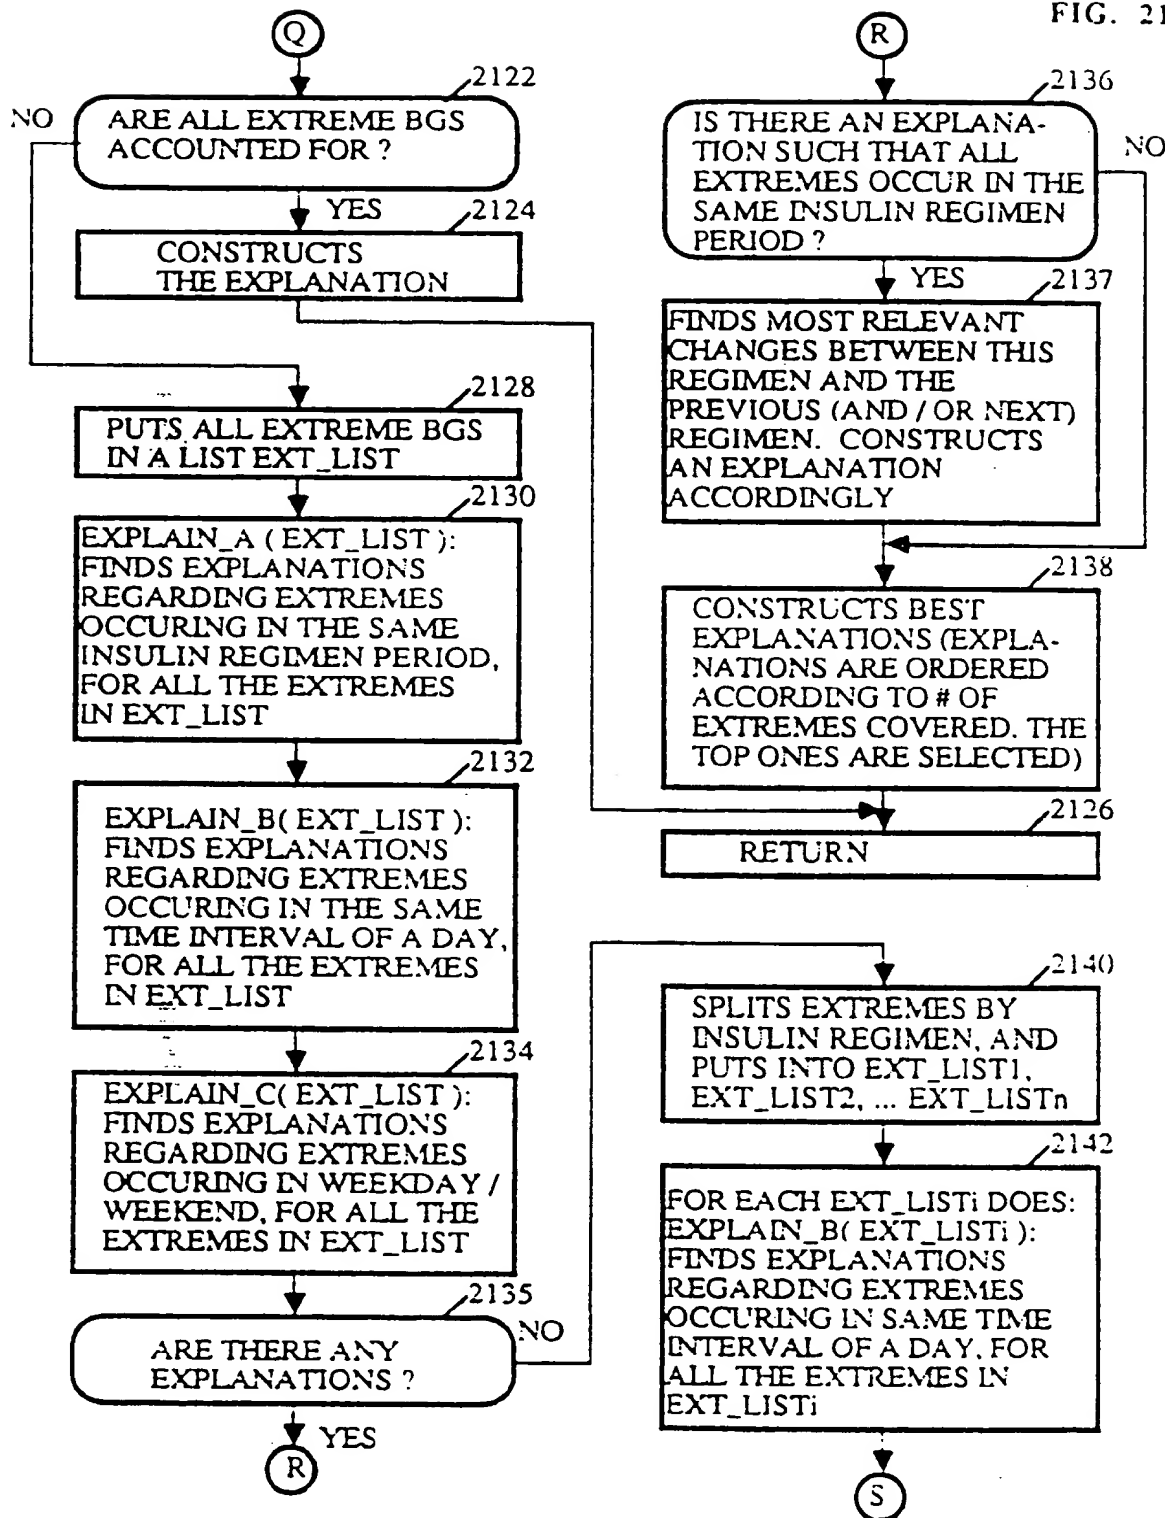 FIG. 21
Q
2122
NO
ARE ALL EXTREME BGS
ACCOUNTED FOR ?
YES
2124
CONSTRUCTS
THE EXPLANATION
2128
PUTS ALL EXTREME BGS
IN A LIST EXT_LIST
2130
EXPLAIN_A ( EXT_LIST ):
FINDS EXPLANATIONS
REGARDING EXTREMES
OCCURING IN THE SAME
INSULIN REGIMEN PERIOD,
FOR ALL THE EXTREMES
IN EXT_LIST
2132
EXPLAIN_B( EXT_LIST ):
FINDS EXPLANATIONS
REGARDING EXTREMES
OCCURING IN THE SAME
TIME INTERVAL OF A DAY,
FOR ALL THE EXTREMES
IN EXT_LIST
2134
EXPLAIN_C( EXT_LIST ):
FINDS EXPLANATIONS
REGARDING EXTREMES
OCCURING IN WEEKDAY /
WEEKEND, FOR ALL THE
EXTREMES IN EXT_LIST
2135
ARE THERE ANY
EXPLANATIONS ?
NO
YES
R
R
2136
IS THERE AN EXPLANA-
TION SUCH THAT ALL
EXTREMES OCCUR IN THE
SAME INSULIN REGIMEN
PERIOD ?
NO
YES
2137
FINDS MOST RELEVANT
CHANGES BETWEEN THIS
REGIMEN AND THE
PREVIOUS (AND / OR NEXT)
REGIMEN. CONSTRUCTS
AN EXPLANATION
ACCORDINGLY
2138
CONSTRUCTS BEST
EXPLANATIONS (EXPLA-
NATIONS ARE ORDERED
ACCORDING TO # OF
EXTREMES COVERED. THE
TOP ONES ARE SELECTED)
2126
RETURN
2140
SPLITS EXTREMES BY
INSULIN REGIMEN, AND
PUTS INTO EXT_LIST1,
EXT_LIST2, ... EXT_LISTn
2142
FOR EACH EXT_LISTi DOES:
EXPLAIN_B( EXT_LISTi ):
FINDS EXPLANATIONS
REGARDING EXTREMES
OCCURING IN SAME TIME
INTERVAL OF A DAY, FOR
ALL THE EXTREMES IN
EXT_LISTi
S